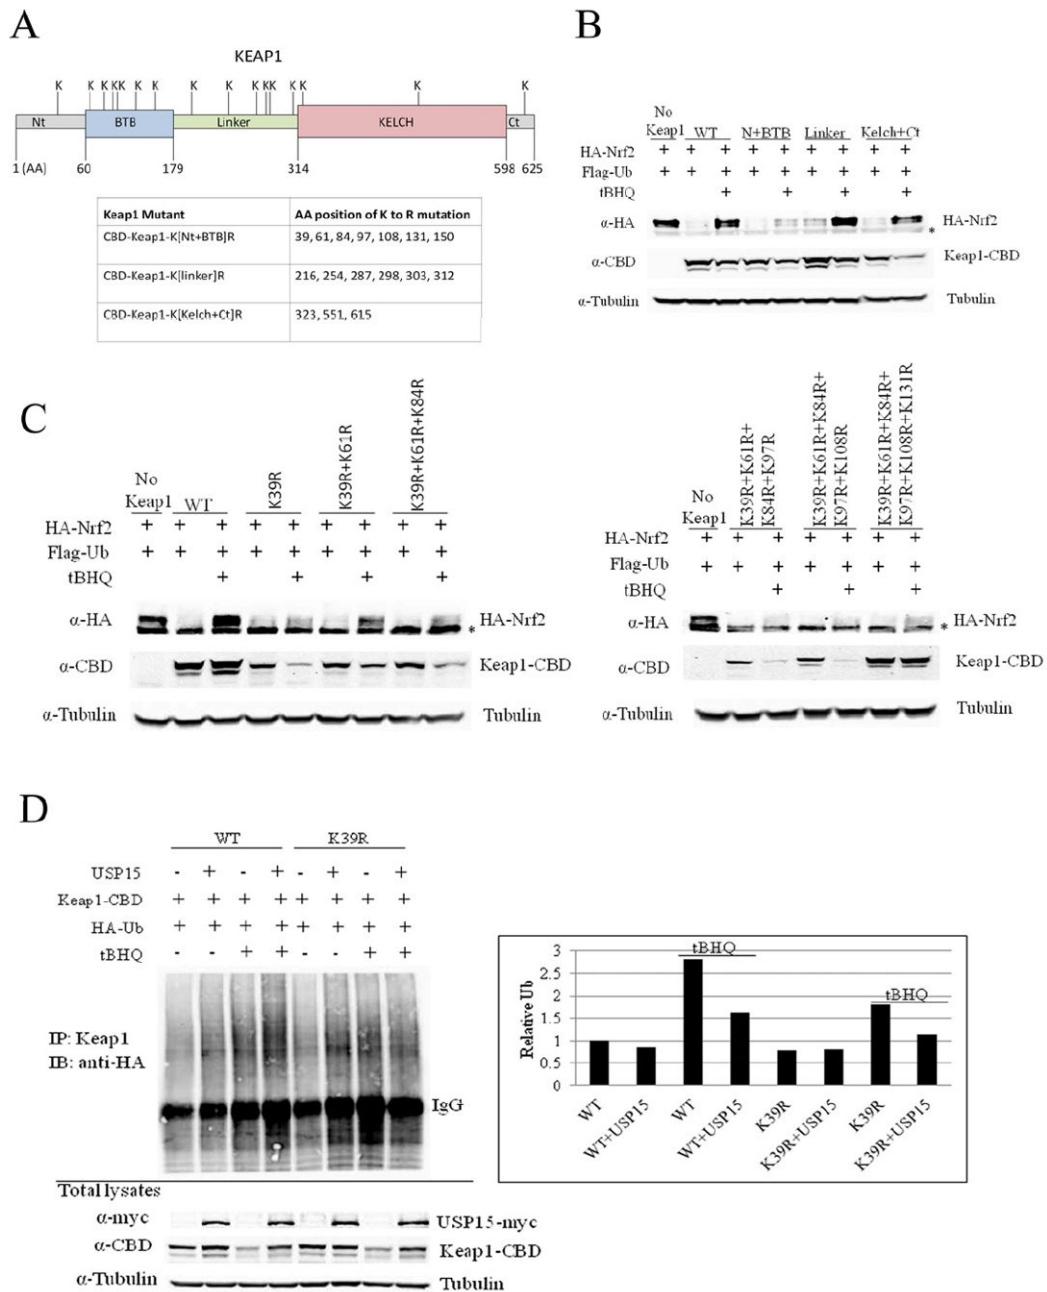 A
KEAP1
K K K K K K K K K K K K K K K K
Nt BTB Linker KELCH Ct
1 (AA) 60 179 314 598 625
Keap1 Mutant AA position of K to R mutation
CBD-Keap1-K[Nt+BTB]R 39, 61, 84, 97, 108, 131, 150
CBD-Keap1-K[linker]R 216, 254, 287, 298, 303, 312
CBD-Keap1-K[Kelch+Ct]R 323, 551, 615
B
No
Keap1 WT N+BTB Linker Kelch+Ct
HA-Nrf2 + + + + + + + + +
Flag-Ub + + + + + + + + +
tBHQ + + + +
α-HA HA-Nrf2
*
α-CBD Keap1-CBD
α-Tubulin Tubulin
C
No
Keap1 WT K39R K39R+K61R K39R+K61R+K84R
HA-Nrf2 + + + + + + + + +
Flag-Ub + + + + + + + + +
tBHQ + + + +
α-HA HA-Nrf2
*
α-CBD Keap1-CBD
α-Tubulin Tubulin
No
Keap1
K39R+K61R+
K84R+K97R
K39R+K61R+K84R+
K97R+K108R
K39R+K61R+K84R+
K97R+K108R+K131R
HA-Nrf2 + + + + + + +
Flag-Ub + + + + + + +
tBHQ + + +
α-HA HA-Nrf2
*
α-CBD Keap1-CBD
α-Tubulin Tubulin
D
WT K39R
USP15 - + - + - + - +
Keap1-CBD + + + + + + + +
HA-Ub + + + + + + + +
tBHQ - - + + - - + +
IP: Keap1
IB: anti-HA
IgG
Total lysates
α-myc USP15-myc
α-CBD Keap1-CBD
α-Tubulin Tubulin
Relative Ub
3
2.5
2
1.5
1
0.5
0
tBHQ
tBHQ
WT
WT+USP15
WT
WT+USP15
K39R
K39R+USP15
K39R
K39R+USP15